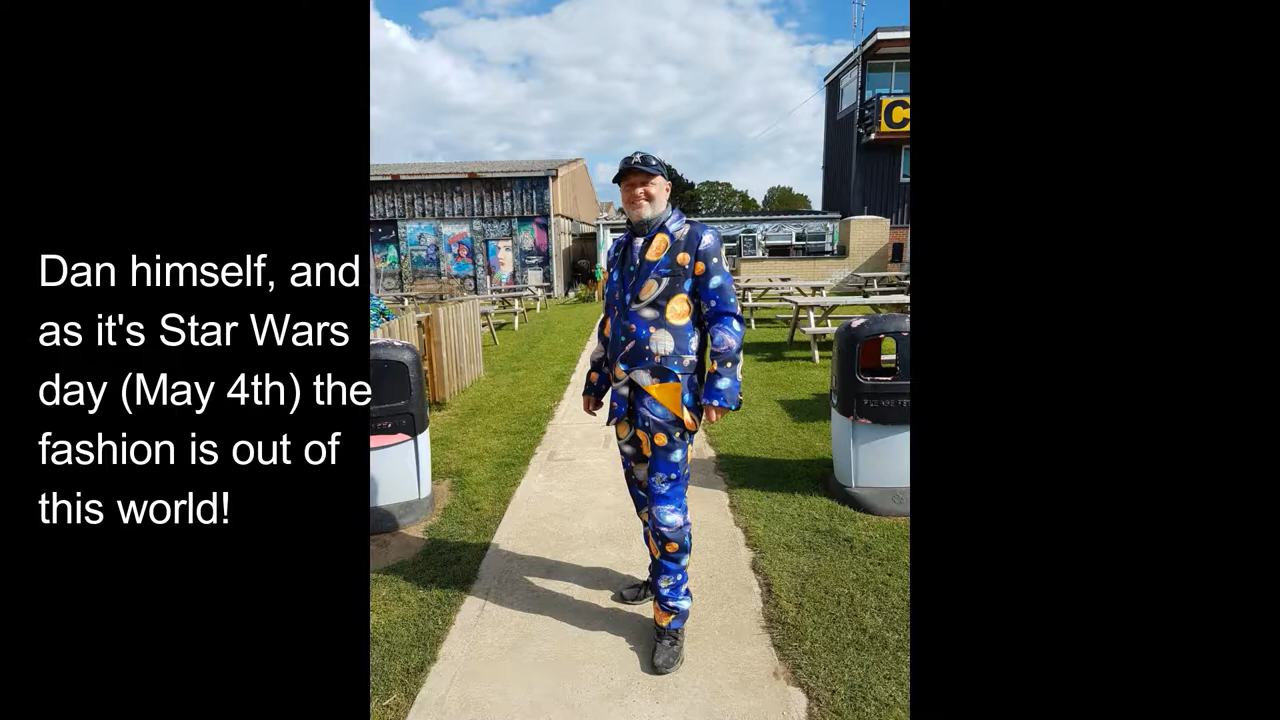 Dan himself, and
as it's Star Wars
day (May 4th) the
fashion is out of
this world!
C